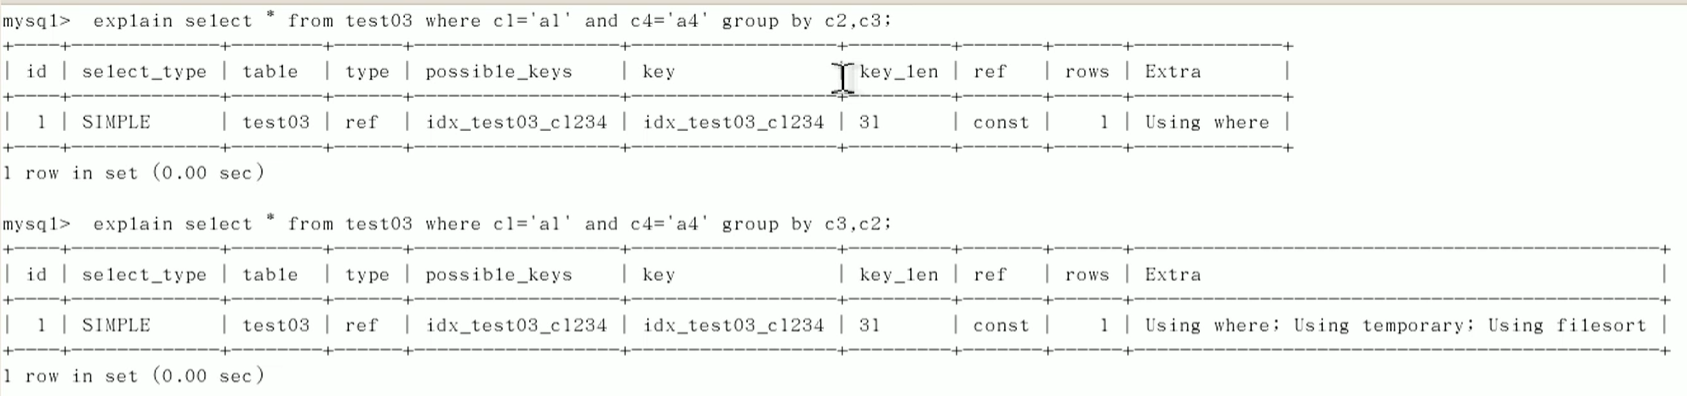 mysql>  explain select * from test03 where c1='a1' and c4='a4' group by c2,c3;
+----+-------------+--------+------+-----------------+-----------------+---------+-------+------+-------------+
| id | select_type | table  | type | possible_keys   | key             | key_len | ref   | rows | Extra       |
+----+-------------+--------+------+-----------------+-----------------+---------+-------+------+-------------+
|  1 | SIMPLE      | test03 | ref  | idx_test03_c1234 | idx_test03_c1234 | 31      | const |    1 | Using where |
+----+-------------+--------+------+-----------------+-----------------+---------+-------+------+-------------+
1 row in set (0.00 sec)

mysql>  explain select * from test03 where c1='a1' and c4='a4' group by c3,c2;
+----+-------------+--------+------+-----------------+-----------------+---------+-------+------+----------------------------------------------+
| id | select_type | table  | type | possible_keys   | key             | key_len | ref   | rows | Extra                                        |
+----+-------------+--------+------+-----------------+-----------------+---------+-------+------+----------------------------------------------+
|  1 | SIMPLE      | test03 | ref  | idx_test03_c1234 | idx_test03_c1234 | 31      | const |    1 | Using where; Using temporary; Using filesort |
+----+-------------+--------+------+-----------------+-----------------+---------+-------+------+----------------------------------------------+
1 row in set (0.00 sec)